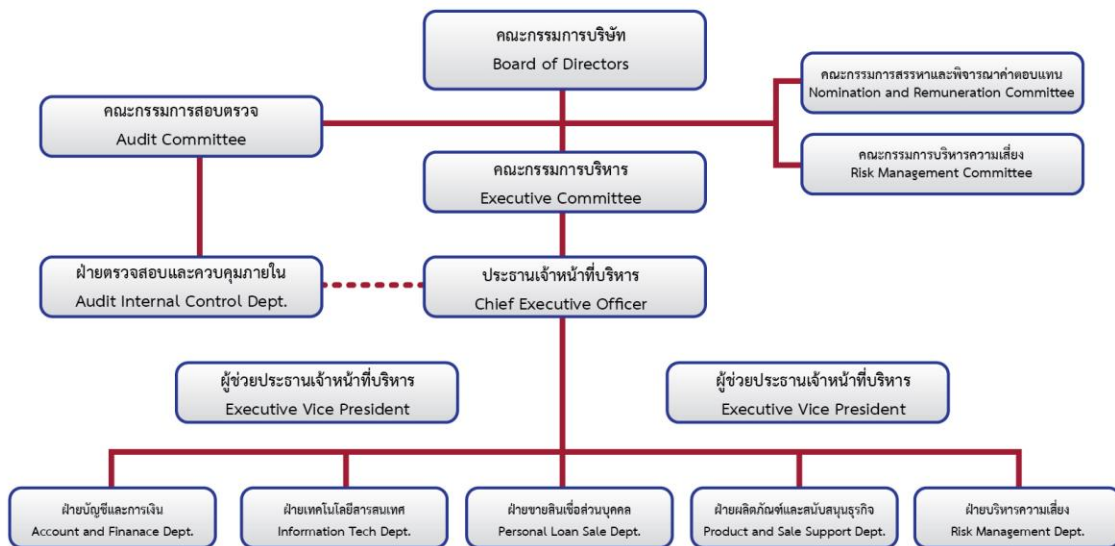 คณะกรรมการบริษัท
Board of Directors
คณะกรรมการสรรหาและพิจารณาค่าตอบแทน
Nomination and Remuneration Committee
คณะกรรมการสอบตรวจ
Audit Committee
คณะกรรมการบริหาร
Executive Committee
คณะกรรมการบริหารความเสี่ยง
Risk Management Committee
ฝ่ายตรวจสอบและควบคุมภายใน
Audit Internal Control Dept.
ประธานเจ้าหน้าที่บริหาร
Chief Executive Officer
ผู้ช่วยประธานเจ้าหน้าที่บริหาร
Executive Vice President
ผู้ช่วยประธานเจ้าหน้าที่บริหาร
Executive Vice President
ฝ่ายบัญชีและการเงิน
Account and Finanace Dept.
ฝ่ายเทคโนโลยีสารสนเทศ
Information Tech Dept.
ฝ่ายขายสินเชื่อส่วนบุคคล
Personal Loan Sale Dept.
ฝ่ายผลิตภัณฑ์และสนับสนุนธุรกิจ
Product and Sale Support Dept.
ฝ่ายบริหารความเสี่ยง
Risk Management Dept.